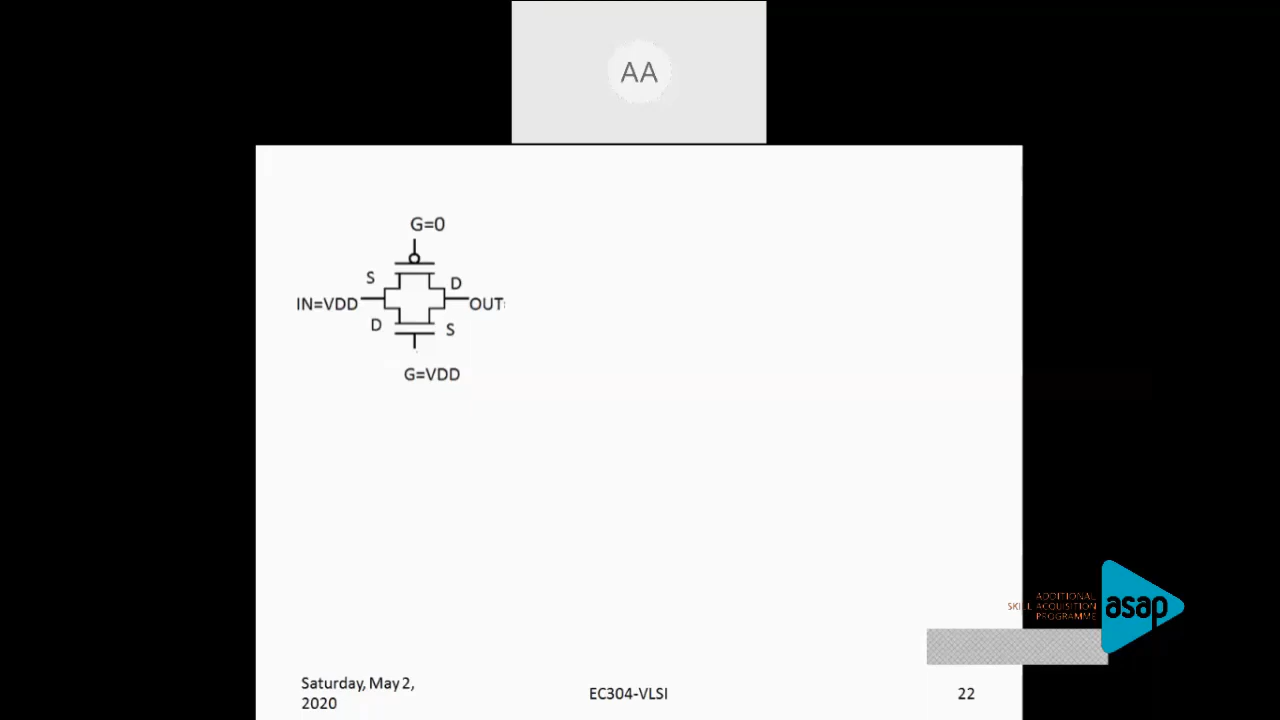 AA
G=0
S
D
IN=VDD
OUT
D
S
G=VDD
ADDITIONAL
SKILL ACQUISITION
PROGRAMME
asap
Saturday, May 2,
2020
EC304-VLSI
22